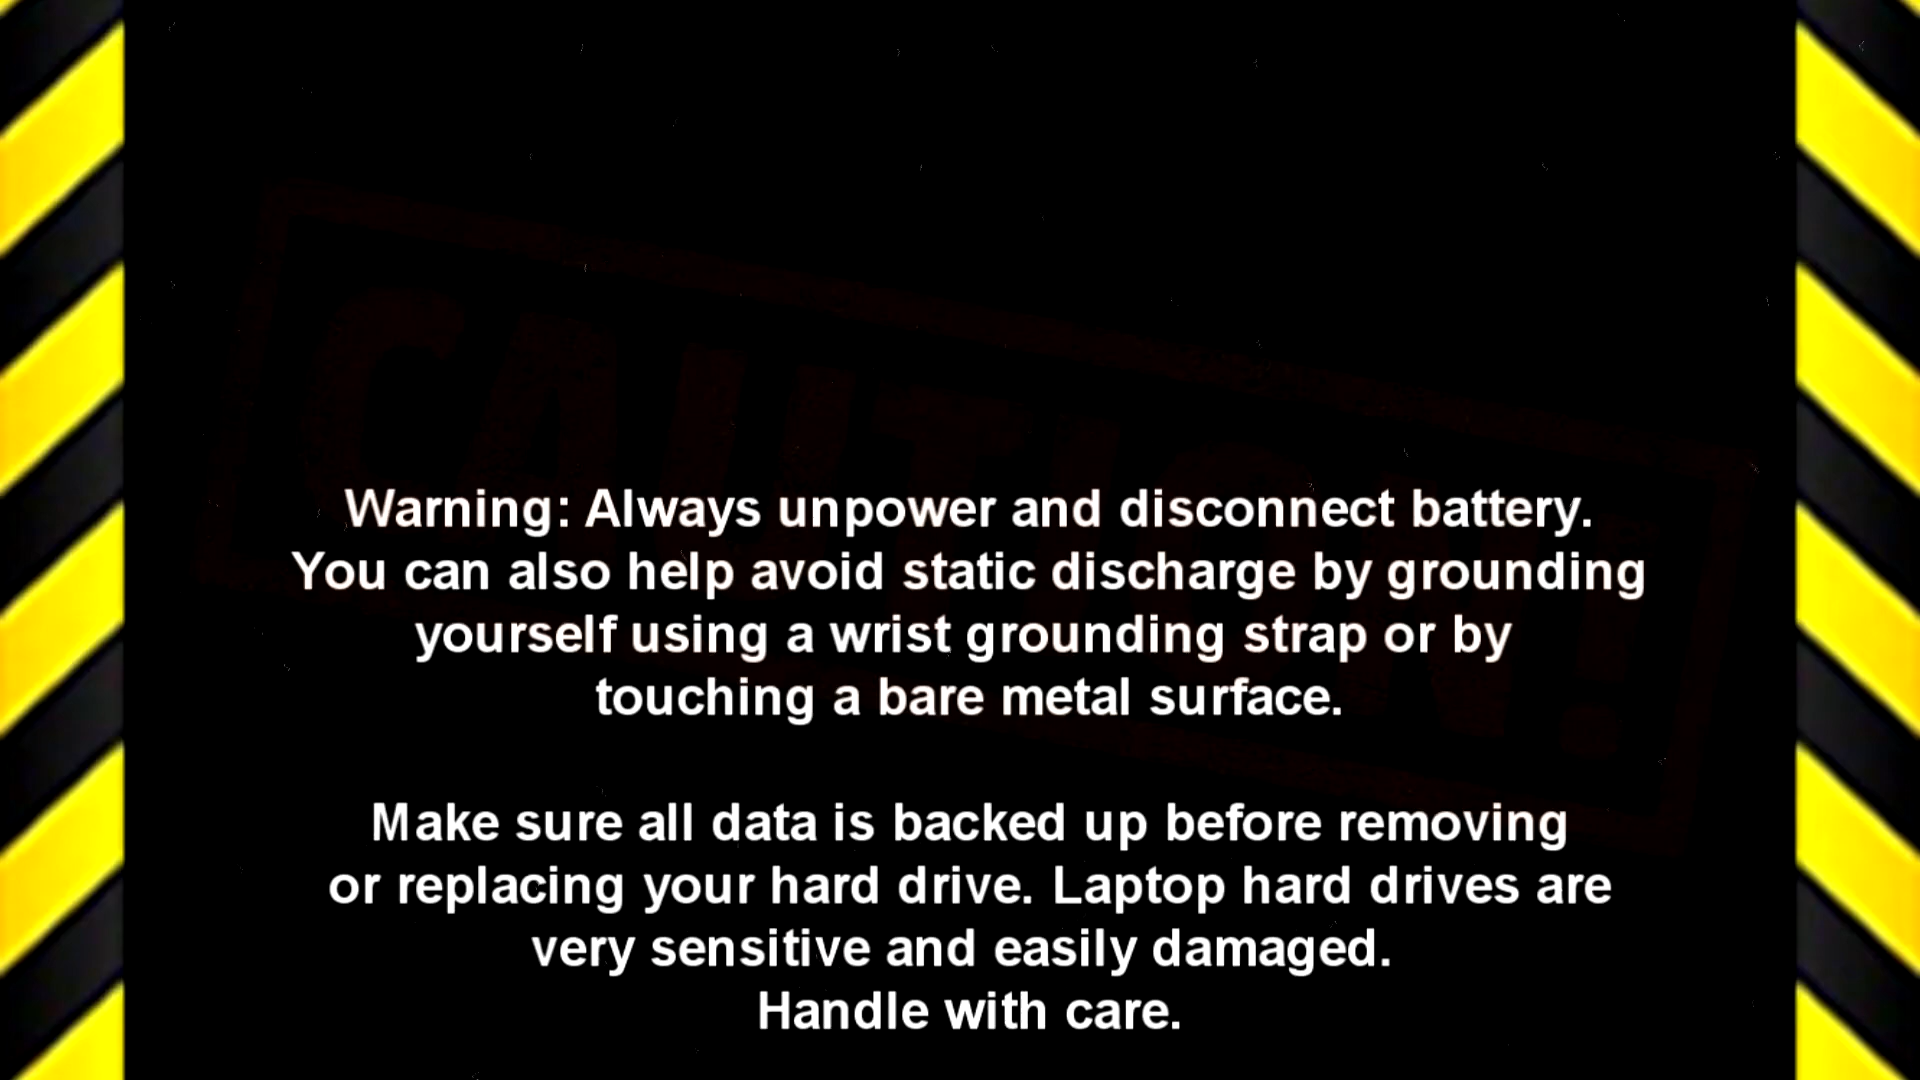 CAUTION!
Warning: Always unpower and disconnect battery.
You can also help avoid static discharge by grounding
yourself using a wrist grounding strap or by
touching a bare metal surface.
Make sure all data is backed up before removing
or replacing your hard drive. Laptop hard drives are
very sensitive and easily damaged.
Handle with care.